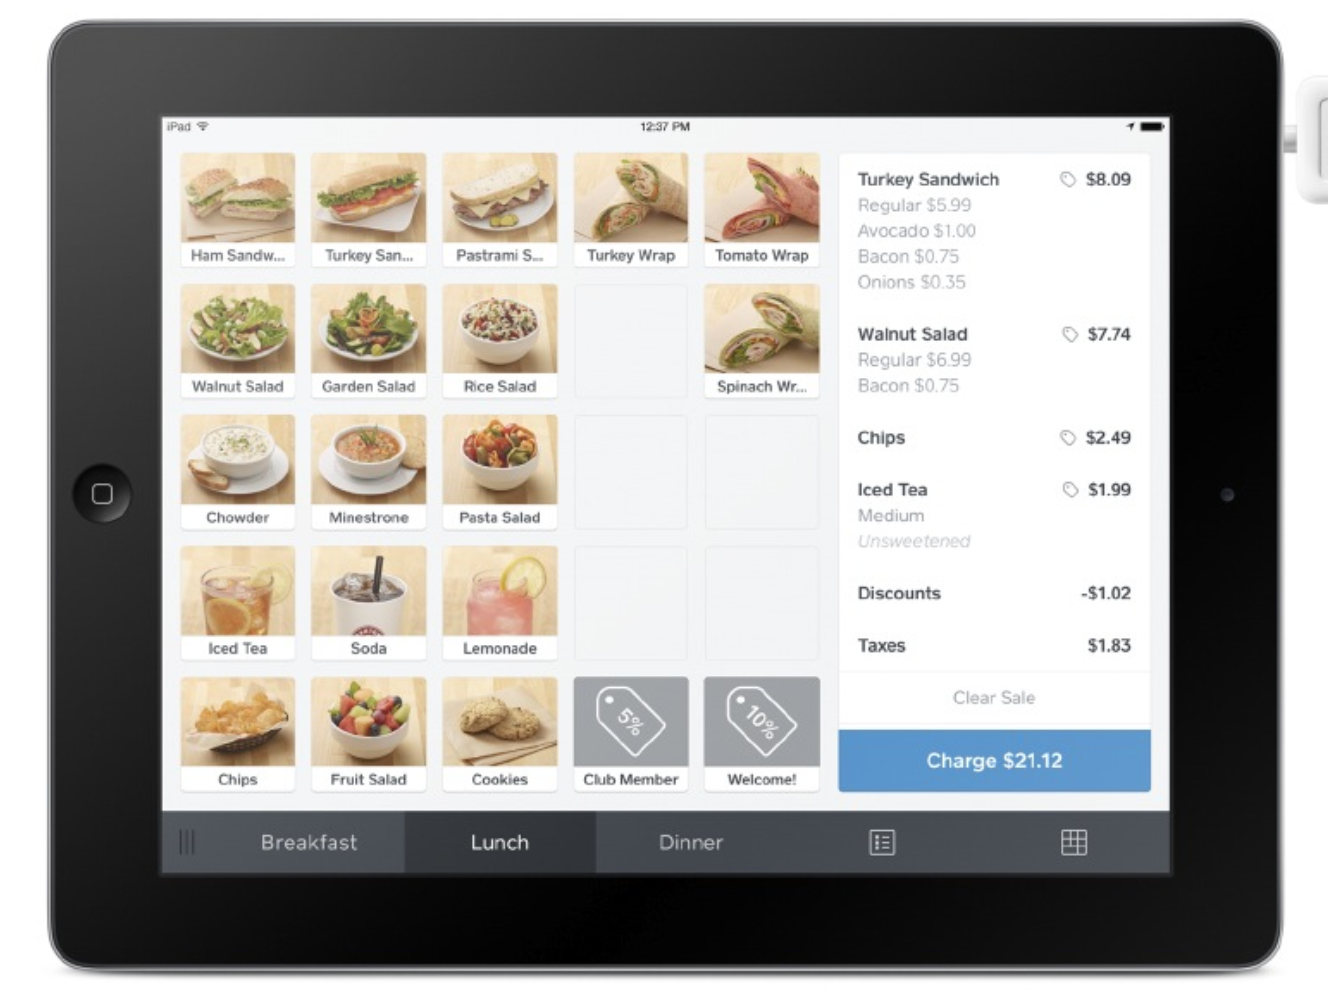 iPad
12:37 PM
Ham Sandw...
Turkey San...
Pastrami S...
Turkey Wrap
Tomato Wrap
Walnut Salad
Garden Salad
Rice Salad
Spinach Wr...
Chowder
Minestrone
Pasta Salad
Iced Tea
Soda
Lemonade
5%
10%
Chips
Fruit Salad
Cookies
Club Member
Welcome!
Turkey Sandwich $8.09
Regular $5.99
Avocado $1.00
Bacon $0.75
Onions $0.35
Walnut Salad $7.74
Regular $6.99
Bacon $0.75
Chips $2.49
Iced Tea $1.99
Medium
Unsweetened
Discounts -$1.02
Taxes $1.83
Clear Sale
Charge $21.12
Breakfast
Lunch
Dinner